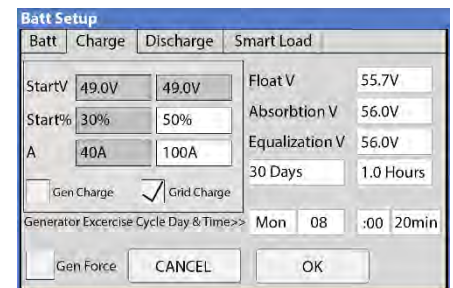 Batt Setup
Batt Charge Discharge Smart Load
StartV 49.0V 49.0V
Start% 30% 50%
A 40A 100A
Gen Charge Grid Charge
Float V 55.7V
Absorbtion V 56.0V
Equalization V 56.0V
30 Days 1.0 Hours
Generator Excercise Cycle Day & Time>> Mon 08 :00 20min
Gen Force CANCEL OK